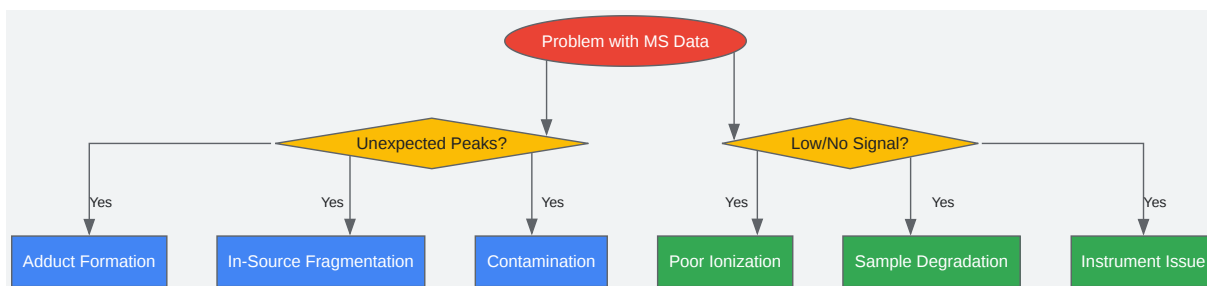 Problem with MS Data
Unexpected Peaks?
Low/No Signal?
Yes
Yes
Yes
Yes
Yes
Yes
Adduct Formation
In-Source Fragmentation
Contamination
Poor Ionization
Sample Degradation
Instrument Issue